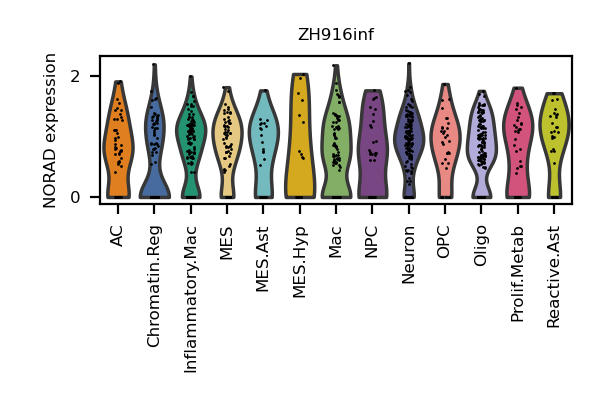 ZH916inf
NORAD expression
2
0
AC
Chromatin.Reg
Inflammatory.Mac
MES
MES.Ast
MES.Hyp
Mac
NPC
Neuron
OPC
Oligo
Prolif.Metab
Reactive.Ast